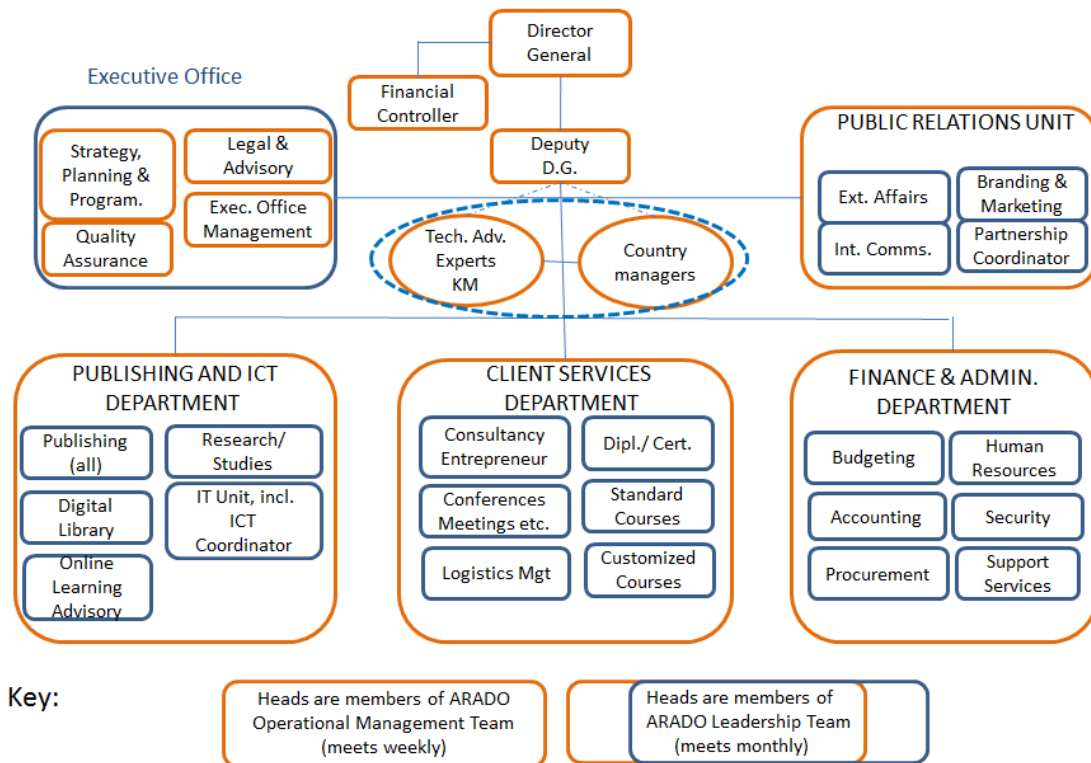 Director
General
Executive Office
Financial
Controller
Strategy,
Planning &
Program.
Legal &
Advisory
Exec. Office
Management
Quality
Assurance
Deputy
D.G.
PUBLIC RELATIONS UNIT
Ext. Affairs
Branding &
Marketing
Int. Comms.
Partnership
Coordinator
Tech. Adv.
Experts
KM
Country
managers
PUBLISHING AND ICT
DEPARTMENT
Publishing
(all)
Research/
Studies
Digital
Library
IT Unit, incl.
ICT
Coordinator
Online
Learning
Advisory
CLIENT SERVICES
DEPARTMENT
Consultancy
Entrepreneur
Dipl./ Cert.
Conferences
Meetings etc.
Standard
Courses
Logistics Mgt
Customized
Courses
FINANCE & ADMIN.
DEPARTMENT
Budgeting
Human
Resources
Accounting
Security
Procurement
Support
Services
Key:
Heads are members of ARADO
Operational Management Team
(meets weekly)
Heads are members of
ARADO Leadership Team
(meets monthly)